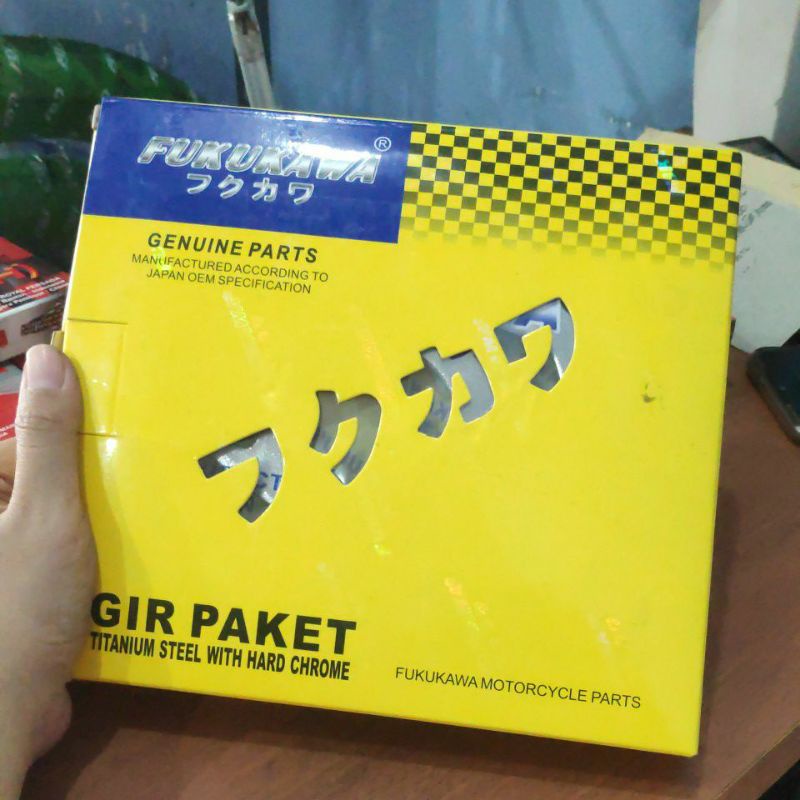 FUKUKAWA®
フクカワ
GENUINE PARTS
MANUFACTURED ACCORDING TO
JAPAN OEM SPECIFICATION
フクカワ
GIR PAKET
TITANIUM STEEL WITH HARD CHROME
FUKUKAWA MOTORCYCLE PARTS